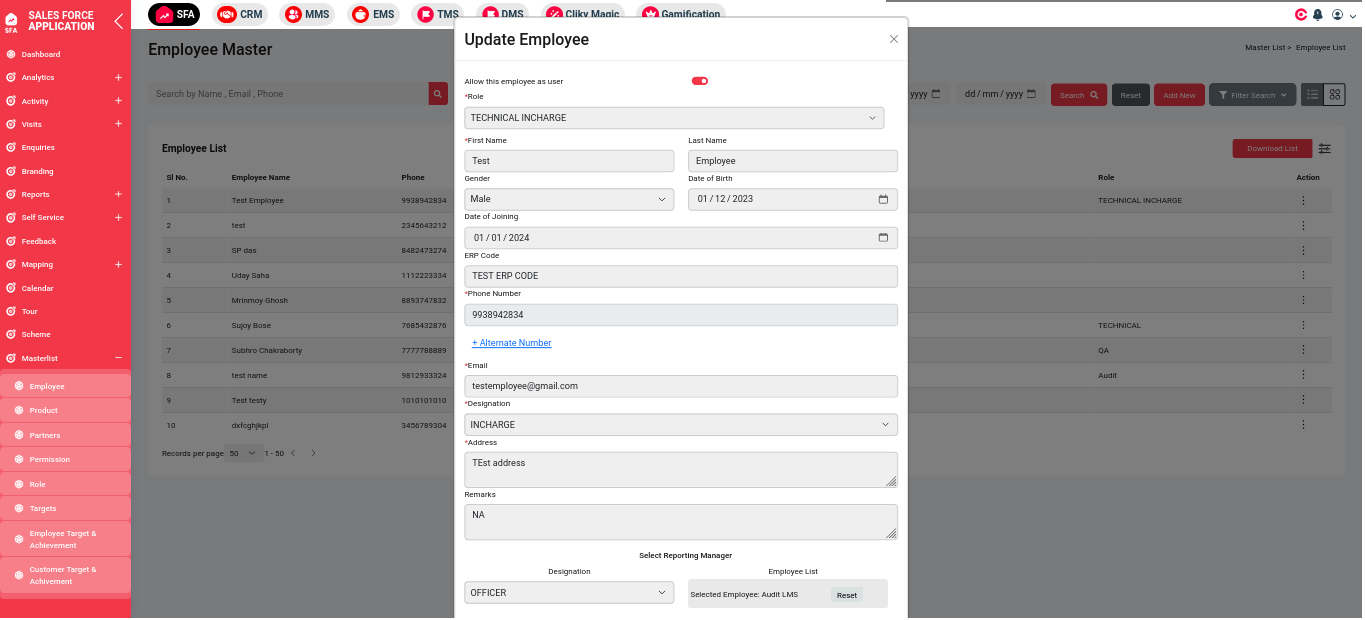 SFA
SALES FORCE
APPLICATION
Dashboard
Analytics
Activity
Visits
Enquiries
Branding
Reports
Self Service
Feedback
Mapping
Calendar
Tour
Scheme
Masterlist
Employee
Product
Partners
Permission
Role
Targets
Employee Target &
Achievement
Customer Target &
Achivement
SFA CRM MMS EMS TMS DMS Cliky Magic Gamification
Employee Master
Master List > Employee List
Search by Name , Email , Phone
yyyy dd / mm / yyyy Search Reset Add New Filter Search
Employee List
Download List
Sl No. Employee Name Phone Role Action
1 Test Employee 9938942834 TECHNICAL INCHARGE
2 test 2345643212
3 SP das 8482473274
4 Uday Saha 1112223334
5 Mrinmoy Ghosh 8893747832
6 Sujoy Bose 7685432876 TECHNICAL
7 Subhro Chakraborty 7777788889 QA
8 test name 9812933324 Audit
9 Test testy 1010101010
10 dxfcghjkpl 3456789304
Records per page 50 1 - 50
Update Employee
Allow this employee as user
*Role
TECHNICAL INCHARGE
*First Name Last Name
Test Employee
Gender Date of Birth
Male 01 / 12 / 2023
Date of Joining
01 / 01 / 2024
ERP Code
TEST ERP CODE
*Phone Number
9938942834
+ Alternate Number
*Email
testemployee@gmail.com
*Designation
INCHARGE
*Address
TEst address
Remarks
NA
Select Reporting Manager
Designation Employee List
OFFICER Selected Employee: Audit LMS Reset